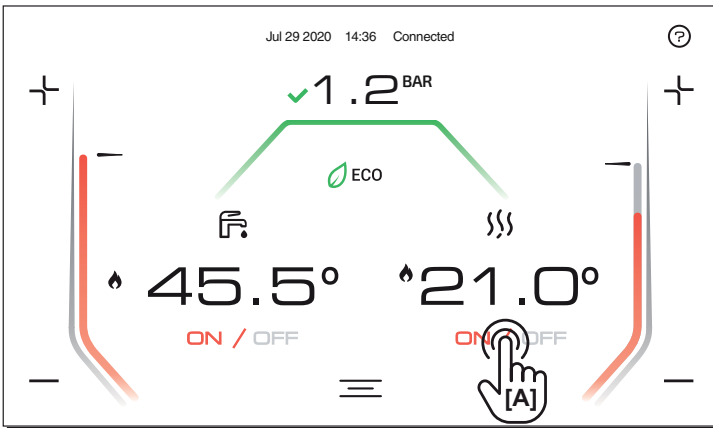 Jul 29 2020 14:36 Connected ?
1.2 BAR
ECO
45.5° 21.0°
ON / OFF ON / OFF
[A]